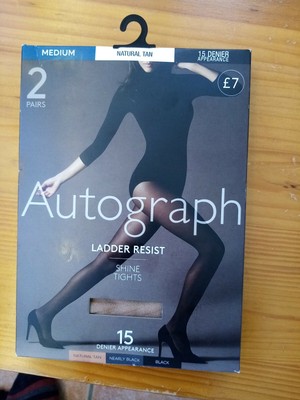 MEDIUM
NATURAL TAN
15 DENIER
APPEARANCE
2
PAIRS
£7
Autograph
LADDER RESIST
SHINE
TIGHTS
15
DENIER APPEARANCE
NATURAL TAN
NEARLY BLACK
BLACK